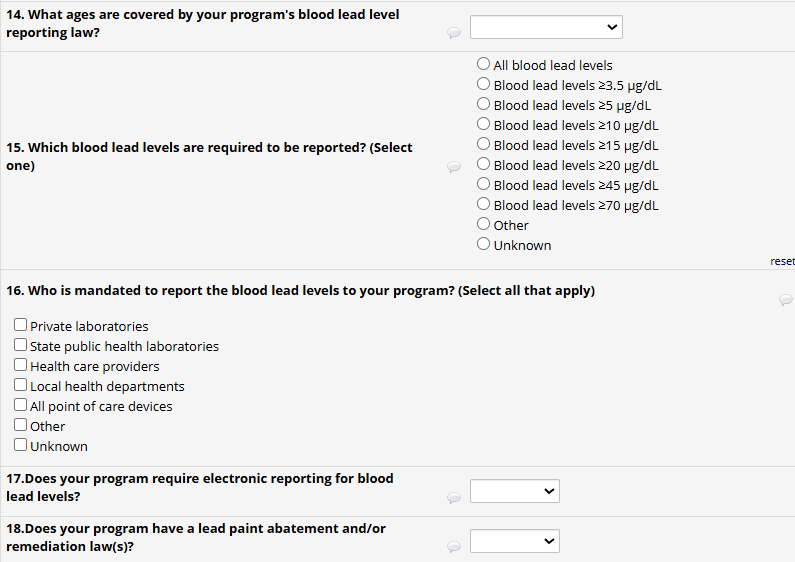 14. What ages are covered by your program's blood lead level
reporting law?
All blood lead levels
Blood lead levels ≥3.5 µg/dL
Blood lead levels ≥5 µg/dL
Blood lead levels ≥10 µg/dL
Blood lead levels ≥15 µg/dL
Blood lead levels ≥20 µg/dL
Blood lead levels ≥45 µg/dL
Blood lead levels ≥70 µg/dL
Other
Unknown
15. Which blood lead levels are required to be reported? (Select
one)
reset
16. Who is mandated to report the blood lead levels to your program? (Select all that apply)
Private laboratories
State public health laboratories
Health care providers
Local health departments
All point of care devices
Other
Unknown
17.Does your program require electronic reporting for blood
lead levels?
18.Does your program have a lead paint abatement and/or
remediation law(s)?